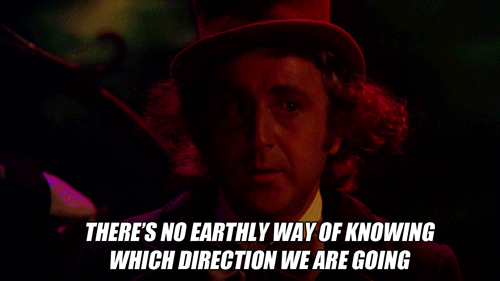 THERE'S NO EARTHLY WAY OF KNOWING
WHICH DIRECTION WE ARE GOING